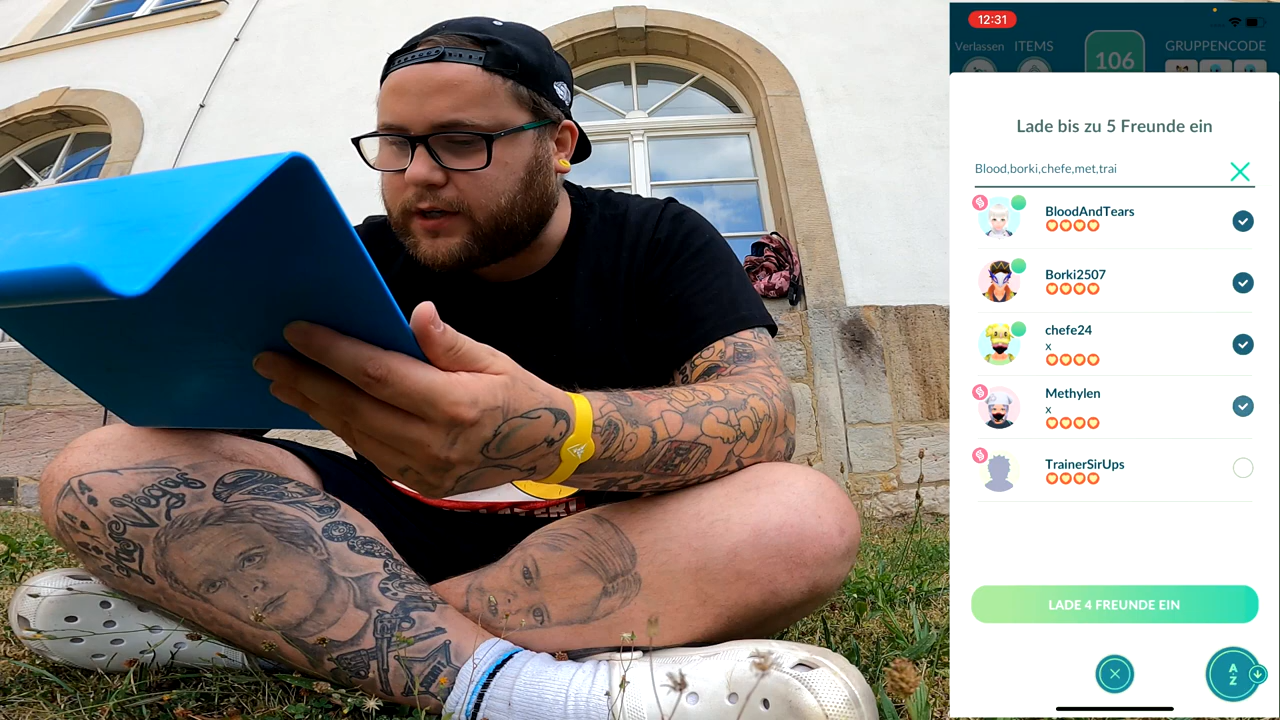 12:31
Verlassen ITEMS 106 GRUPPENCODE
Lade bis zu 5 Freunde ein
Blood,borki,chefe,met,trai
BloodAndTears
Borki2507
chefe24
x
Methylen
x
TrainerSirUps
LADE 4 FREUNDE EIN
A
Z
Vegas